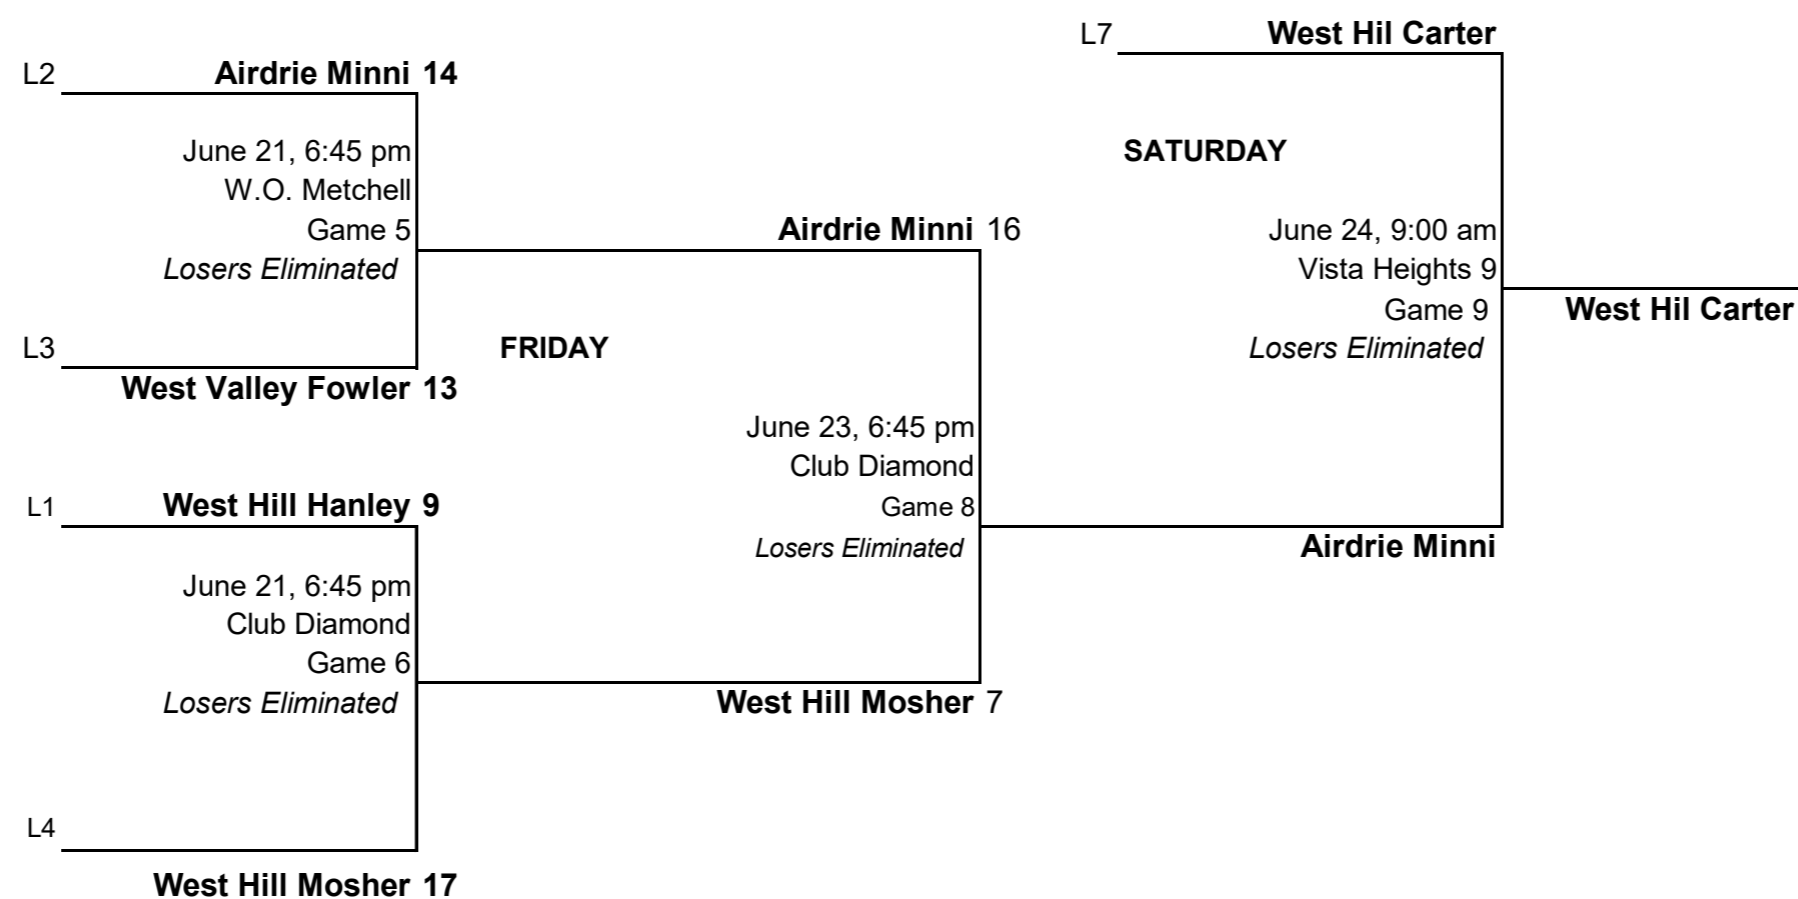 L7 West Hil Carter
L2 Airdrie Minni 14
June 21, 6:45 pm
W.O. Metchell
Game 5
Losers Eliminated
L3
West Valley Fowler 13
FRIDAY
SATURDAY
Airdrie Minni 16
June 24, 9:00 am
Vista Heights 9
Game 9
Losers Eliminated
West Hil Carter
June 23, 6:45 pm
Club Diamond
Game 8
Losers Eliminated
Airdrie Minni
L1 West Hill Hanley 9
June 21, 6:45 pm
Club Diamond
Game 6
Losers Eliminated
West Hill Mosher 7
L4
West Hill Mosher 17